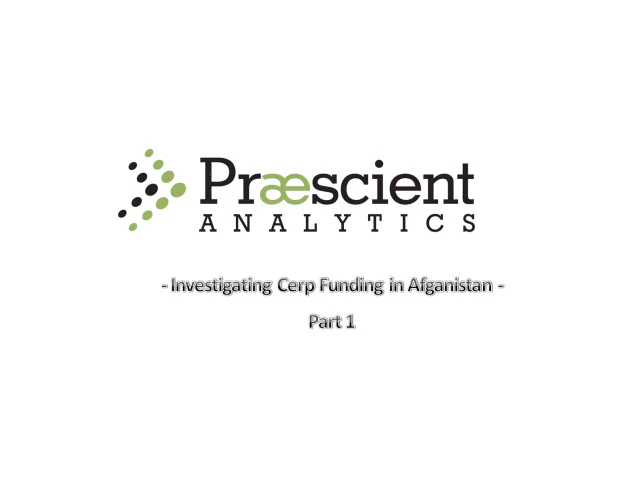 Præscient
ANALYTICS
- Investigating Cerp Funding in Afganistan -
Part 1